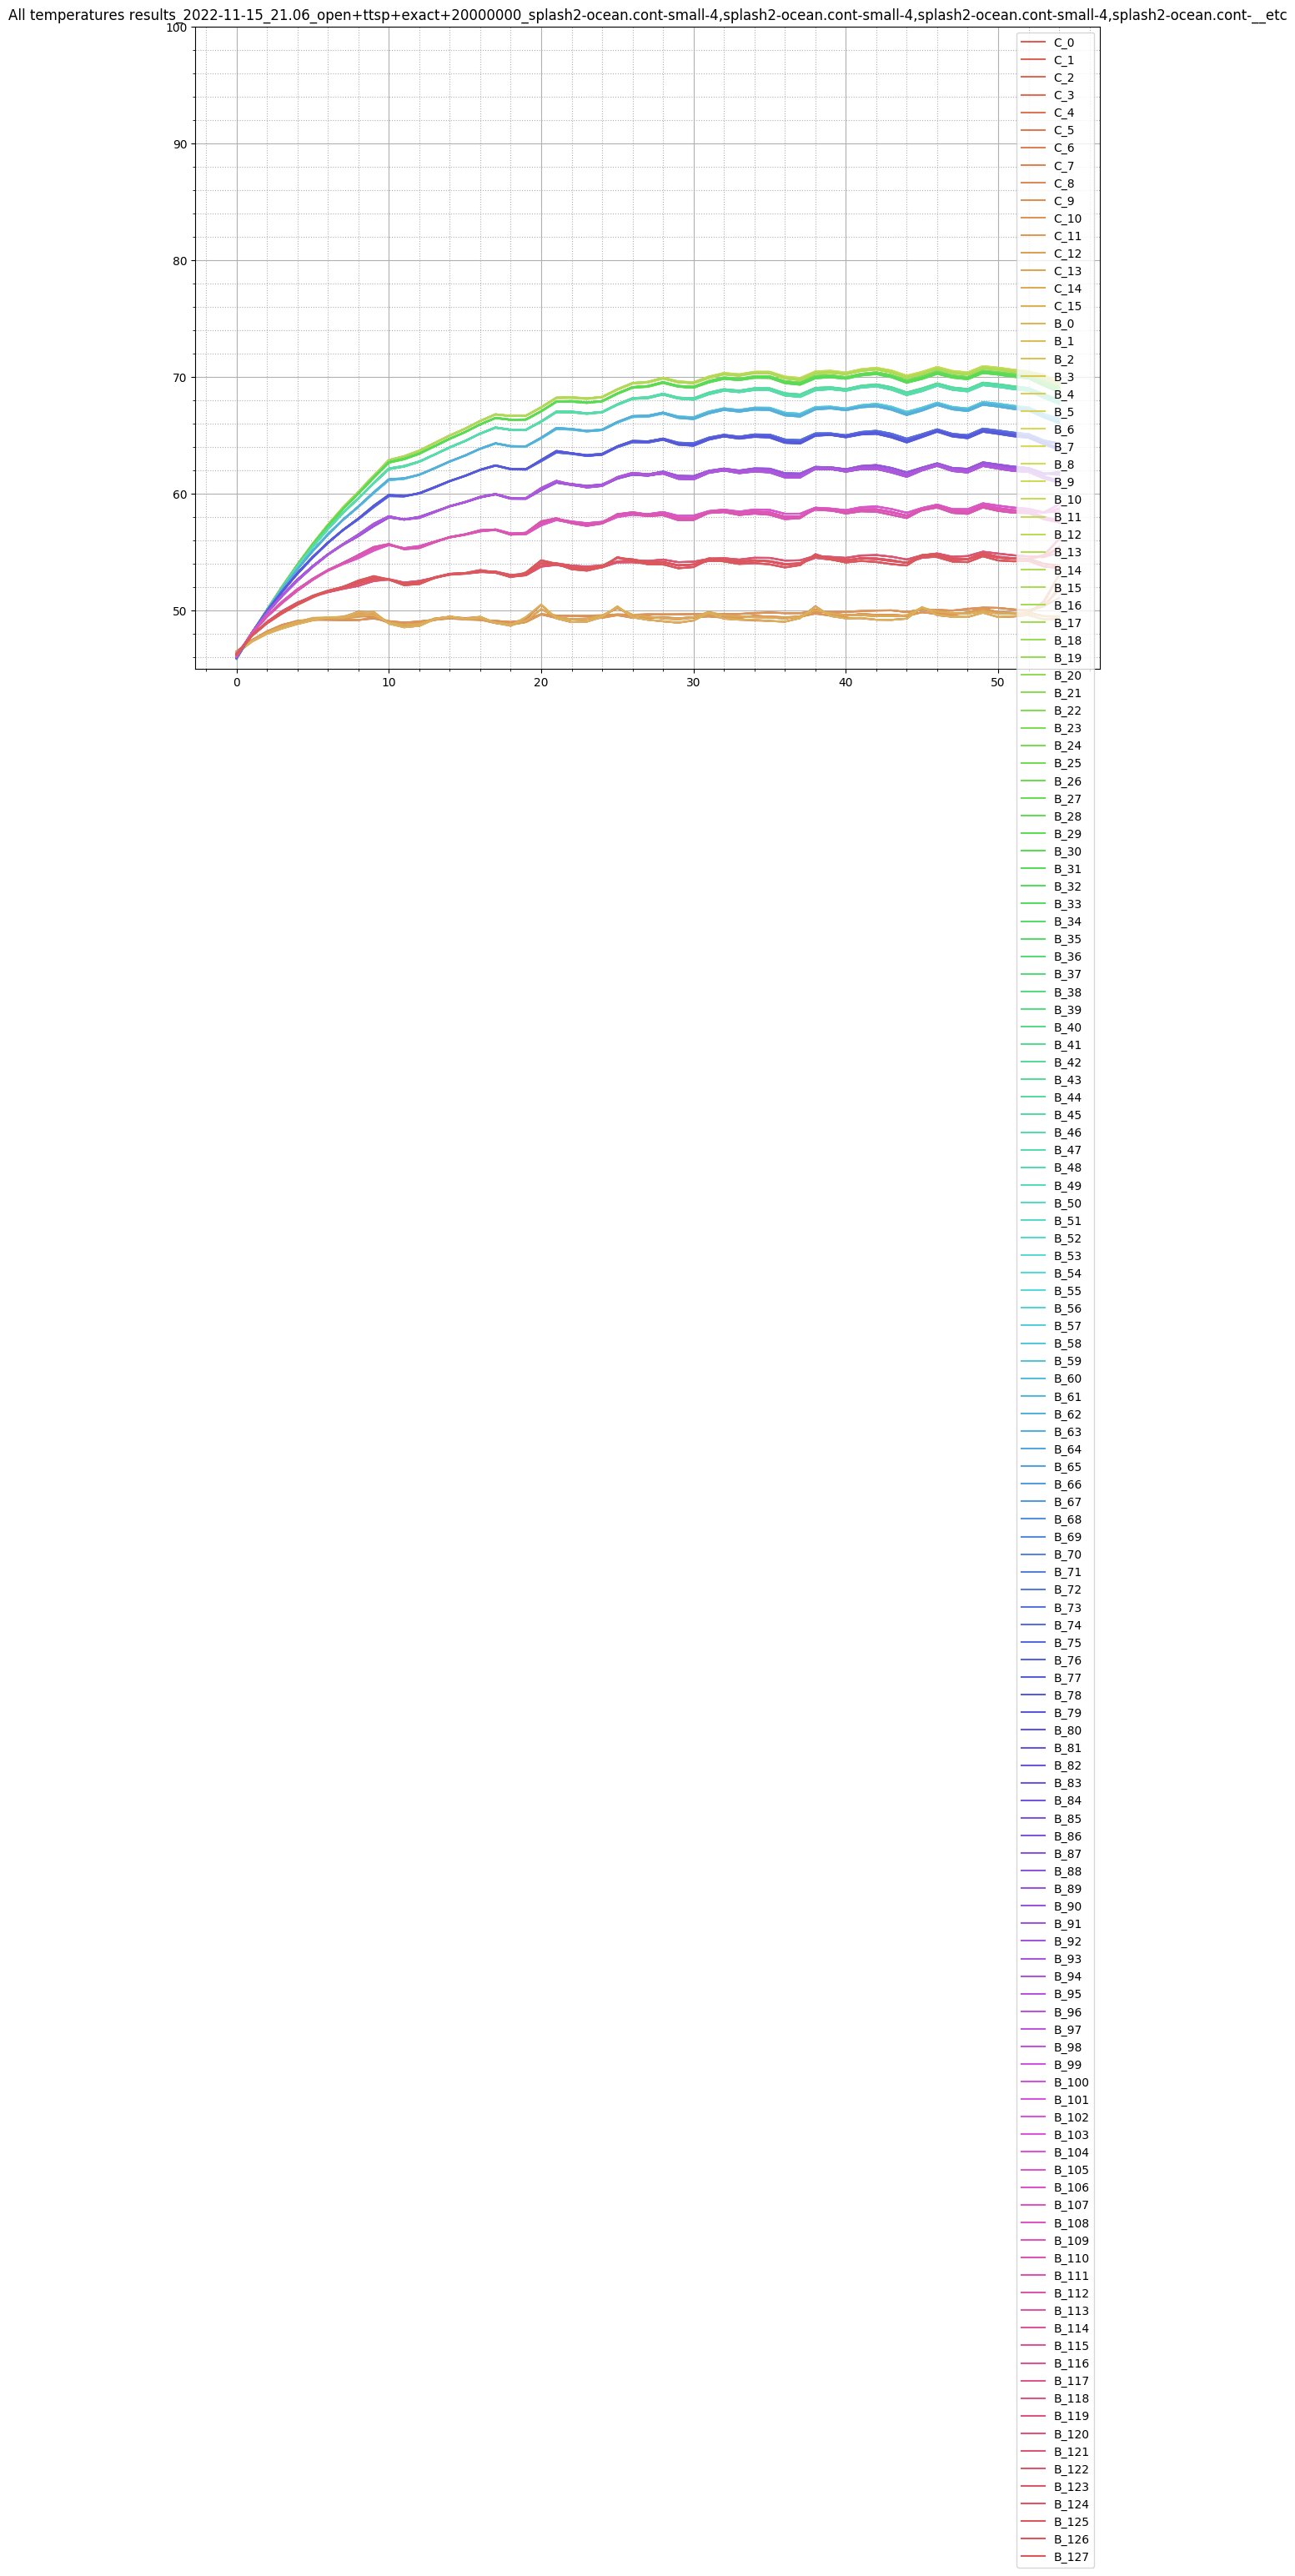 All temperatures results_2022-11-15_21.06_open+ttsp+exact+20000000_splash2-ocean.cont-small-4,splash2-ocean.cont-small-4,splash2-ocean.cont-small-4,splash2-ocean.cont-__etc
100
90
80
70
60
50
0
10
20
30
40
50
C_0
C_1
C_2
C_3
C_4
C_5
C_6
C_7
C_8
C_9
C_10
C_11
C_12
C_13
C_14
C_15
B_0
B_1
B_2
B_3
B_4
B_5
B_6
B_7
B_8
B_9
B_10
B_11
B_12
B_13
B_14
B_15
B_16
B_17
B_18
B_19
B_20
B_21
B_22
B_23
B_24
B_25
B_26
B_27
B_28
B_29
B_30
B_31
B_32
B_33
B_34
B_35
B_36
B_37
B_38
B_39
B_40
B_41
B_42
B_43
B_44
B_45
B_46
B_47
B_48
B_49
B_50
B_51
B_52
B_53
B_54
B_55
B_56
B_57
B_58
B_59
B_60
B_61
B_62
B_63
B_64
B_65
B_66
B_67
B_68
B_69
B_70
B_71
B_72
B_73
B_74
B_75
B_76
B_77
B_78
B_79
B_80
B_81
B_82
B_83
B_84
B_85
B_86
B_87
B_88
B_89
B_90
B_91
B_92
B_93
B_94
B_95
B_96
B_97
B_98
B_99
B_100
B_101
B_102
B_103
B_104
B_105
B_106
B_107
B_108
B_109
B_110
B_111
B_112
B_113
B_114
B_115
B_116
B_117
B_118
B_119
B_120
B_121
B_122
B_123
B_124
B_125
B_126
B_127